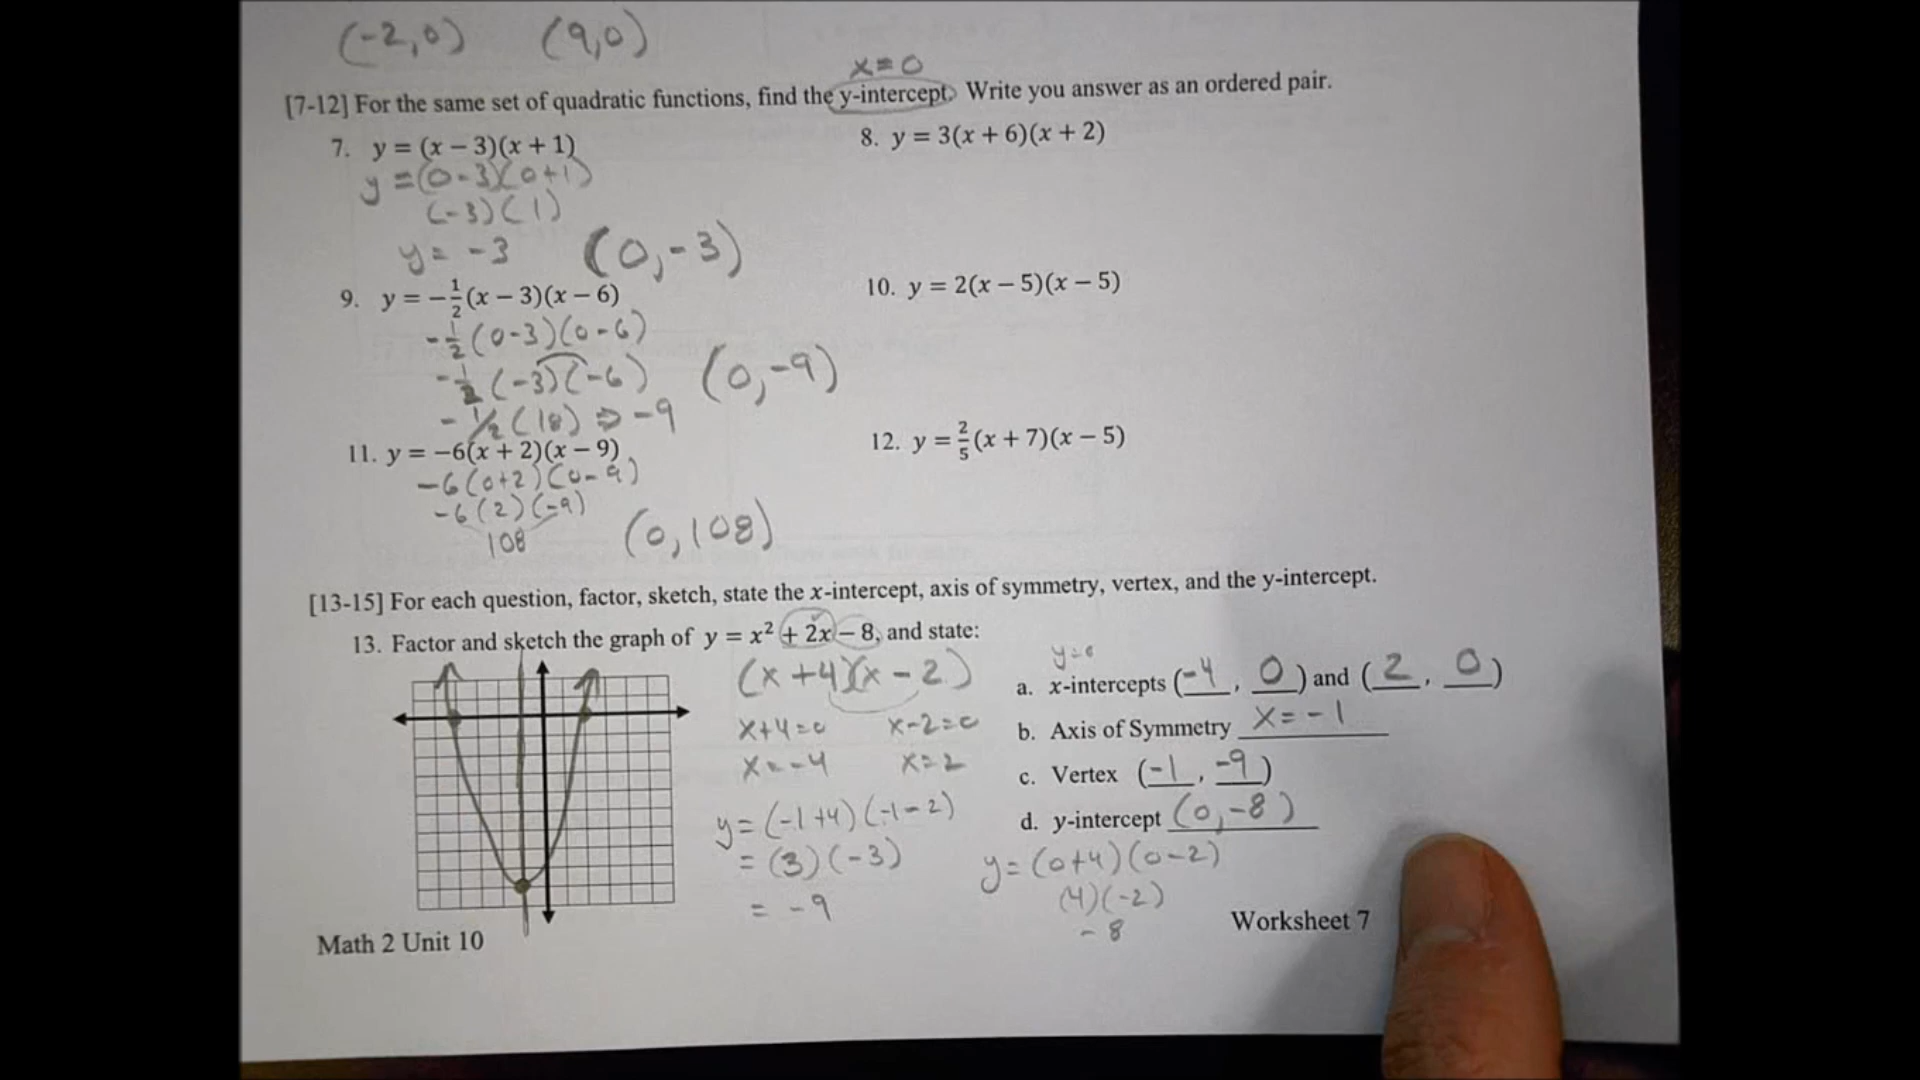 (-2,0) (9,0)
x=0
[7-12] For the same set of quadratic functions, find the y-intercept. Write you answer as an ordered pair.
7. y = (x − 3)(x + 1)
y = (0-3)(0+1)
(-3)(1)
y = -3 (0,-3)
8. y = 3(x + 6)(x + 2)
9. y = −1/2(x − 3)(x − 6)
-1/2 (0-3)(0-6)
-1/2 (-3)(-6) (0,-9)
-1/2 (18) ⇒ -9
10. y = 2(x − 5)(x − 5)
11. y = −6(x + 2)(x − 9)
-6(0+2)(0-9)
-6(2)(-9)
108 (0,108)
12. y = 2/5(x + 7)(x − 5)
[13-15] For each question, factor, sketch, state the x-intercept, axis of symmetry, vertex, and the y-intercept.
13. Factor and sketch the graph of y = x² + 2x − 8, and state:
(x+4)(x-2)
x+4=0 x-2=0
x=-4 x=2
y=(-1+4)(-1-2)
=(3)(-3)
= -9
y=0
a. x-intercepts (-4, 0) and (2, 0)
b. Axis of Symmetry x=-1
c. Vertex (-1, -9)
d. y-intercept (0,-8)
y=(0+4)(0-2)
(4)(-2)
-8
Math 2 Unit 10 Worksheet 7